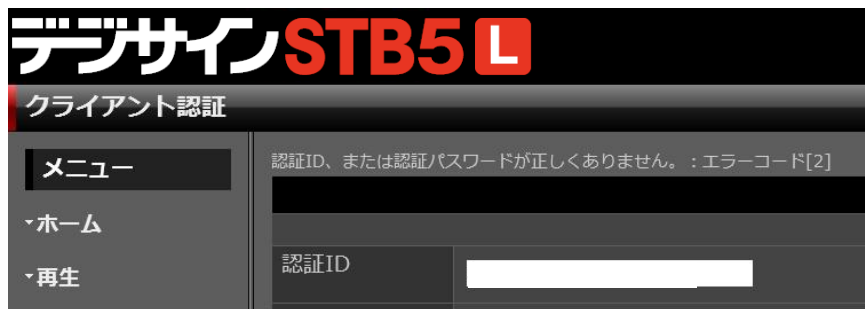 デジサインSTB5 L
クライアント認証
メニュー
認証ID、または認証パスワードが正しくありません。 : エラーコード[2]
ホーム
再生
認証ID